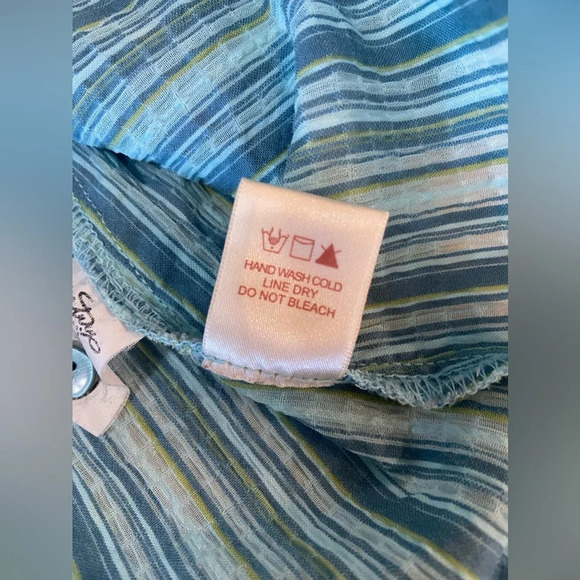 HAND WASH COLD
LINE DRY
DO NOT BLEACH